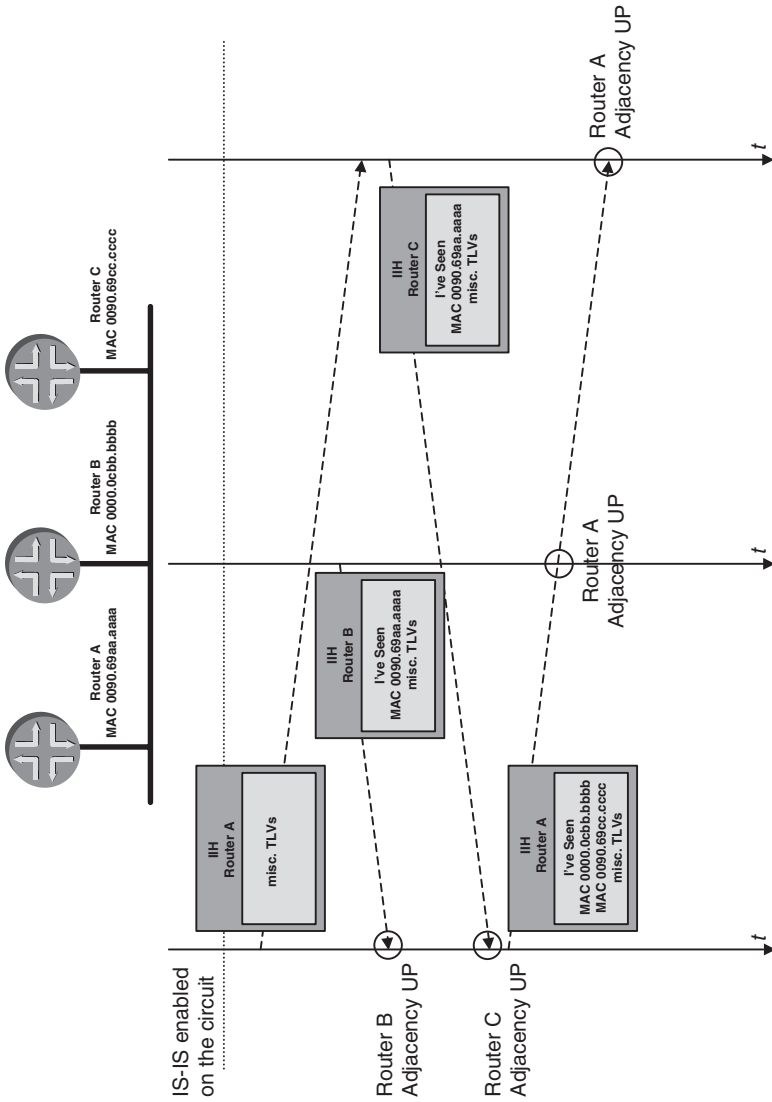 Router A
MAC 0090.69aa.aaaa
Router B
MAC 0000.0cbb.bbbb
Router C
MAC 0090.69cc.cccc
IS-IS enabled
on the circuit
IIH
Router A
misc. TLVs
IIH
Router B
I've Seen
MAC 0090.69aa.aaaa
misc. TLVs
Router B
Adjacency UP
IIH
Router C
I've Seen
MAC 0090.69aa.aaaa
misc. TLVs
Router C
Adjacency UP
IIH
Router A
I've Seen
MAC 0000.0cbb.bbbb
MAC 0090.69cc.cccc
misc. TLVs
Router A
Adjacency UP
Router A
Adjacency UP
t
t
t